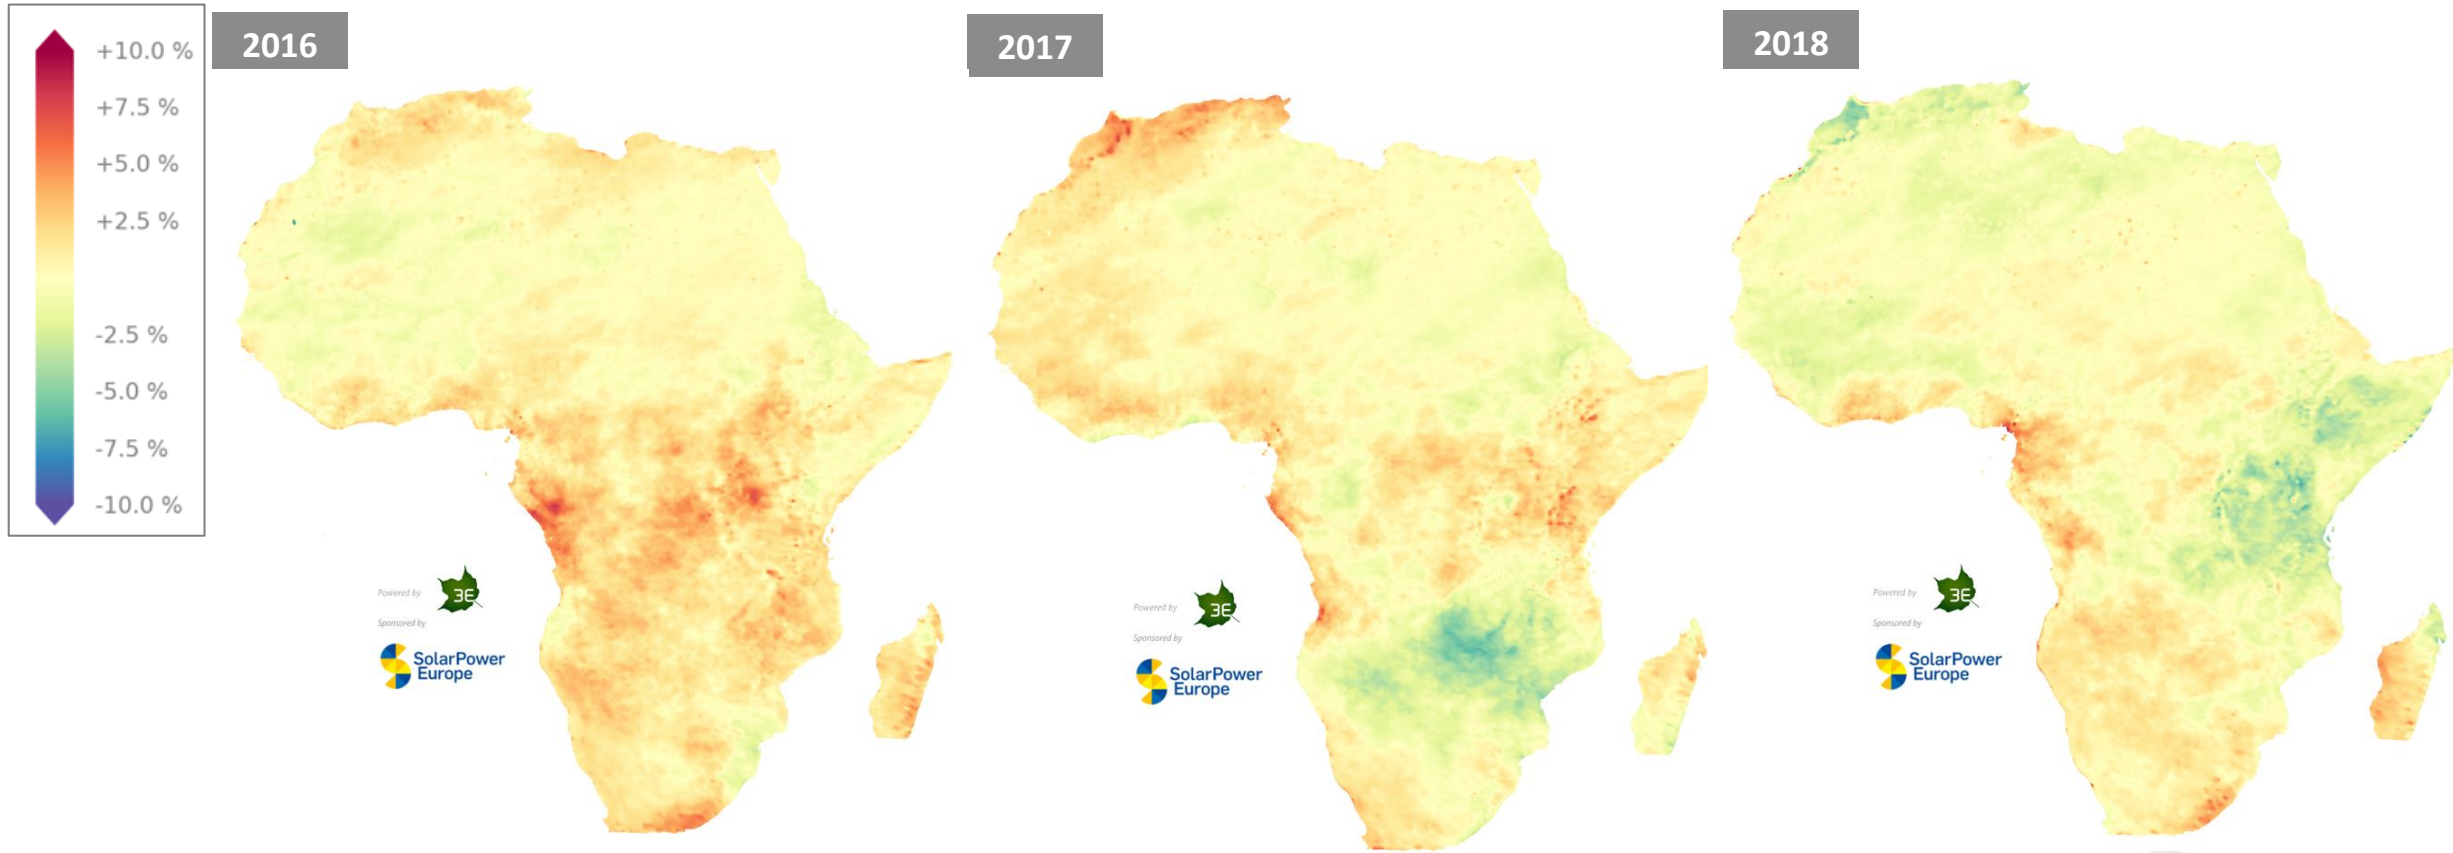 +10.0 %
+7.5 %
+5.0 %
+2.5 %
-2.5 %
-5.0 %
-7.5 %
-10.0 %
2016
Powered by
3E
Sponsored by
SolarPower
Europe
2017
Powered by
3E
Sponsored by
SolarPower
Europe
2018
Powered by
3E
Sponsored by
SolarPower
Europe